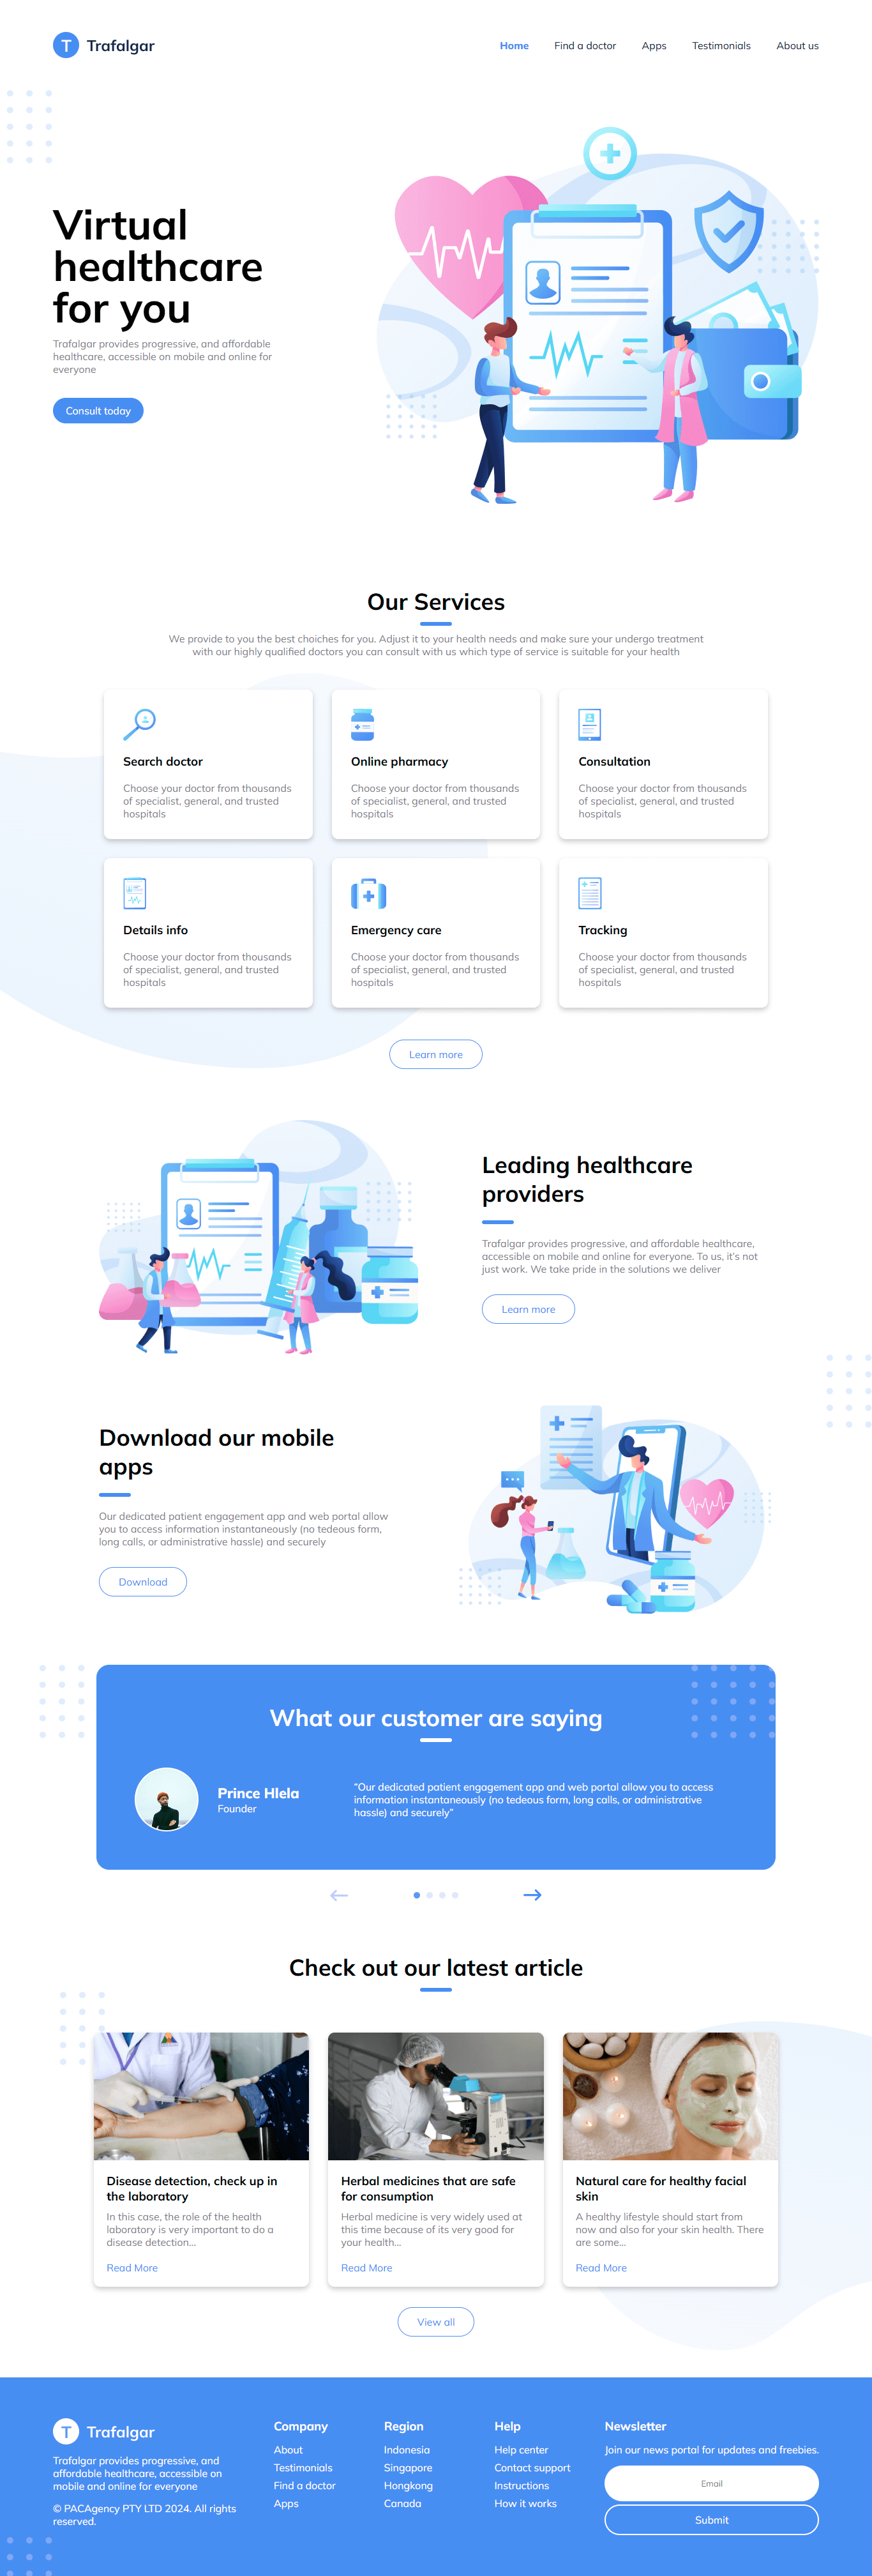 T Trafalgar
Home Find a doctor Apps Testimonials About us
Virtual
healthcare
for you
Trafalgar provides progressive, and affordable
healthcare, accessible on mobile and online for
everyone
Consult today
Our Services
We provide to you the best choiches for you. Adjust it to your health needs and make sure your undergo treatment
with our highly qualified doctors you can consult with us which type of service is suitable for your health
Search doctor
Choose your doctor from thousands
of specialist, general, and trusted
hospitals
Online pharmacy
Choose your doctor from thousands
of specialist, general, and trusted
hospitals
Consultation
Choose your doctor from thousands
of specialist, general, and trusted
hospitals
Details info
Choose your doctor from thousands
of specialist, general, and trusted
hospitals
Emergency care
Choose your doctor from thousands
of specialist, general, and trusted
hospitals
Tracking
Choose your doctor from thousands
of specialist, general, and trusted
hospitals
Learn more
Leading healthcare
providers
Trafalgar provides progressive, and affordable healthcare,
accessible on mobile and online for everyone. To us, it's not
just work. We take pride in the solutions we deliver
Learn more
Download our mobile
apps
Our dedicated patient engagement app and web portal allow
you to access information instantaneously (no tedeous form,
long calls, or administrative hassle) and securely
Download
What our customer are saying
Prince Hlela
Founder
"Our dedicated patient engagement app and web portal allow you to access
information instantaneously (no tedeous form, long calls, or administrative
hassle) and securely"
Check out our latest article
Disease detection, check up in
the laboratory
In this case, the role of the health
laboratory is very important to do a
disease detection...
Read More
Herbal medicines that are safe
for consumption
Herbal medicine is very widely used at
this time because of its very good for
your health...
Read More
Natural care for healthy facial
skin
A healthy lifestyle should start from
now and also for your skin health. There
are some...
Read More
View all
T Trafalgar
Trafalgar provides progressive, and
affordable healthcare, accessible on
mobile and online for everyone
© PACAgency PTY LTD 2024. All rights
reserved.
Company
About
Testimonials
Find a doctor
Apps
Region
Indonesia
Singapore
Hongkong
Canada
Help
Help center
Contact support
Instructions
How it works
Newsletter
Join our news portal for updates and freebies.
Email
Submit